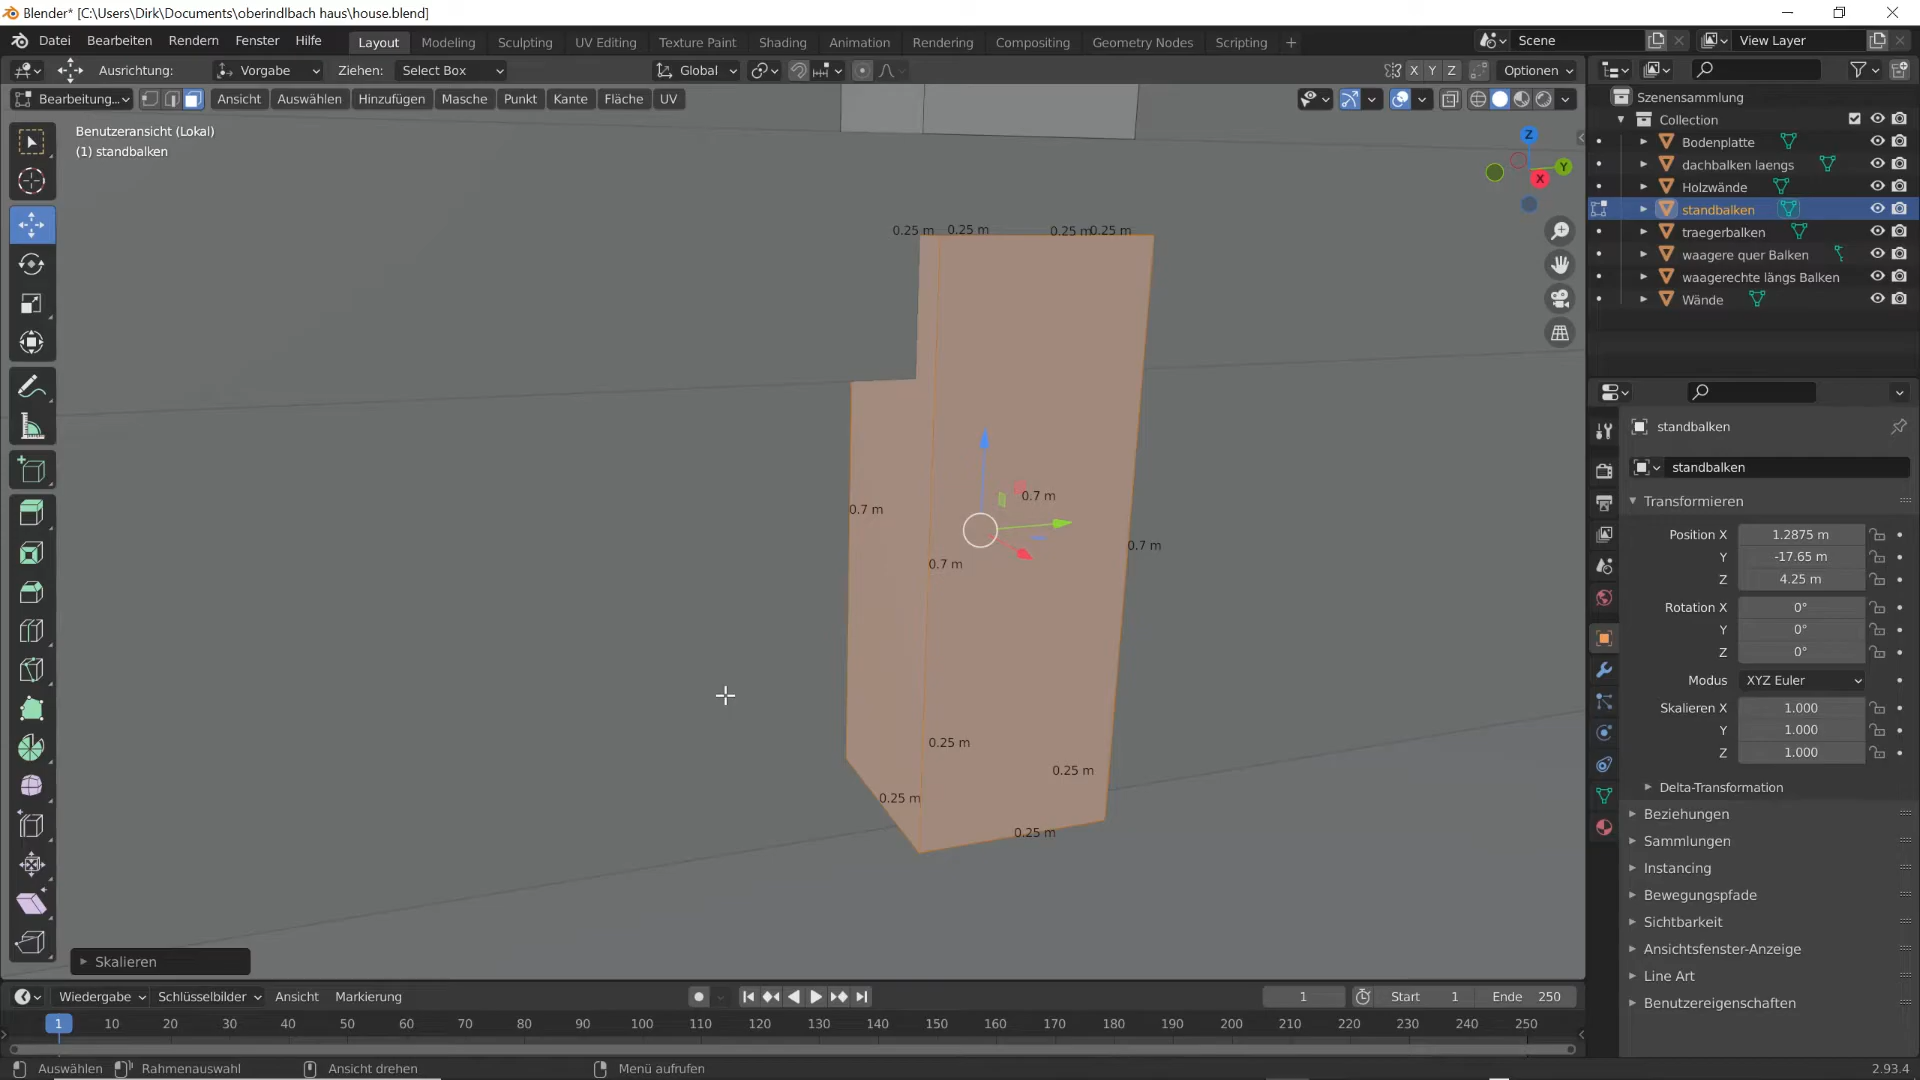 Blender* [C:\Users\Dirk\Documents\oberindlbach haus\house.blend]
Datei Bearbeiten Rendern Fenster Hilfe Layout Modeling Sculpting UV Editing Texture Paint Shading Animation Rendering Compositing Geometry Nodes Scripting + Scene View Layer
Ausrichtung: Vorgabe Ziehen: Select Box Global X Y Z Optionen
Bearbeitung... Ansicht Auswählen Hinzufügen Masche Punkt Kante Fläche UV
Benutzeransicht (Lokal)
(1) standbalken
Z
Y
X
0.25 m 0.25 m 0.25 m 0.25 m
0.7 m
0.7 m
0.7 m
0.7 m
0.25 m
0.25 m
0.25 m
0.25 m
Skalieren
Szenensammlung
Collection
Bodenplatte
dachbalken laengs
Holzwände
standbalken
traegerbalken
waagere quer Balken
waagerechte längs Balken
Wände
standbalken
standbalken
Transformieren
Position X 1.2875 m
Y -17.65 m
Z 4.25 m
Rotation X 0°
Y 0°
Z 0°
Modus XYZ Euler
Skalieren X 1.000
Y 1.000
Z 1.000
Delta-Transformation
Beziehungen
Sammlungen
Instancing
Bewegungspfade
Sichtbarkeit
Ansichtsfenster-Anzeige
Line Art
Benutzereigenschaften
Wiedergabe Schlüsselbilder Ansicht Markierung 1 Start 1 Ende 250
1 10 20 30 40 50 60 70 80 90 100 110 120 130 140 150 160 170 180 190 200 210 220 230 240 250
Auswählen Rahmenauswahl Ansicht drehen Menü aufrufen 2.93.4